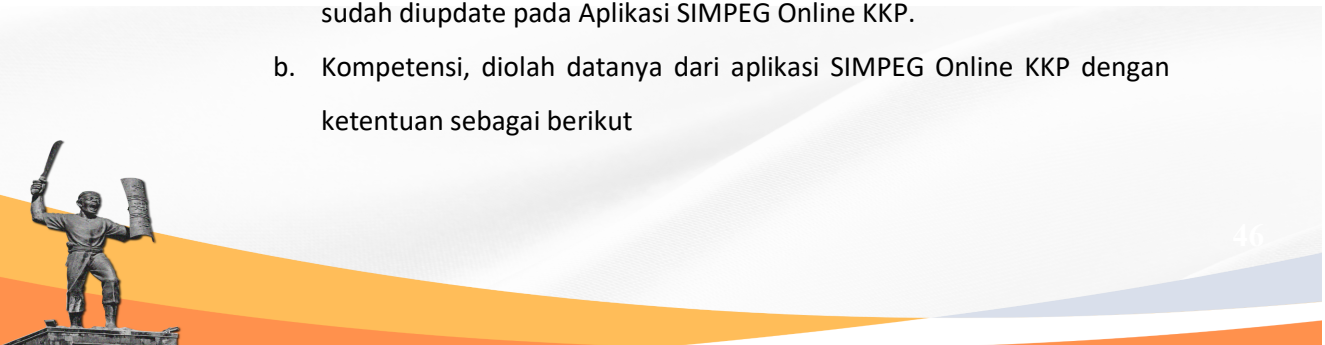 sudah diupdate pada Aplikasi SIMPEG Online KKP.
b. Kompetensi, diolah datanya dari aplikasi SIMPEG Online KKP dengan
ketentuan sebagai berikut
46